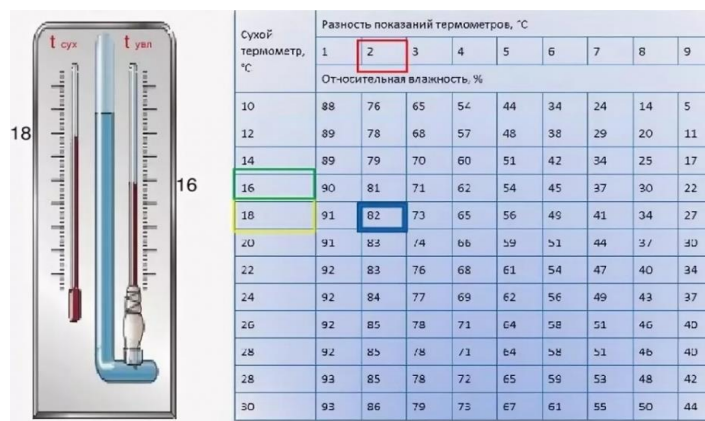 t сух t увл
18
16
Сухой термометр, °C
Разность показаний термометров, °C
1 2 3 4 5 6 7 8 9
Относительная влажность, %
10 88 76 65 54 44 34 24 14 5
12 89 78 68 57 48 38 29 20 11
14 89 79 70 60 51 42 34 25 17
16 90 81 71 62 54 45 37 30 22
18 91 82 73 65 56 49 41 34 27
20 91 83 74 66 59 51 44 37 30
22 92 83 76 68 61 54 47 40 34
24 92 84 77 69 62 56 49 43 37
26 92 85 78 71 64 58 51 46 40
28 92 85 78 71 64 58 51 46 40
28 93 85 78 72 65 59 53 48 42
30 93 86 79 73 67 61 55 50 44